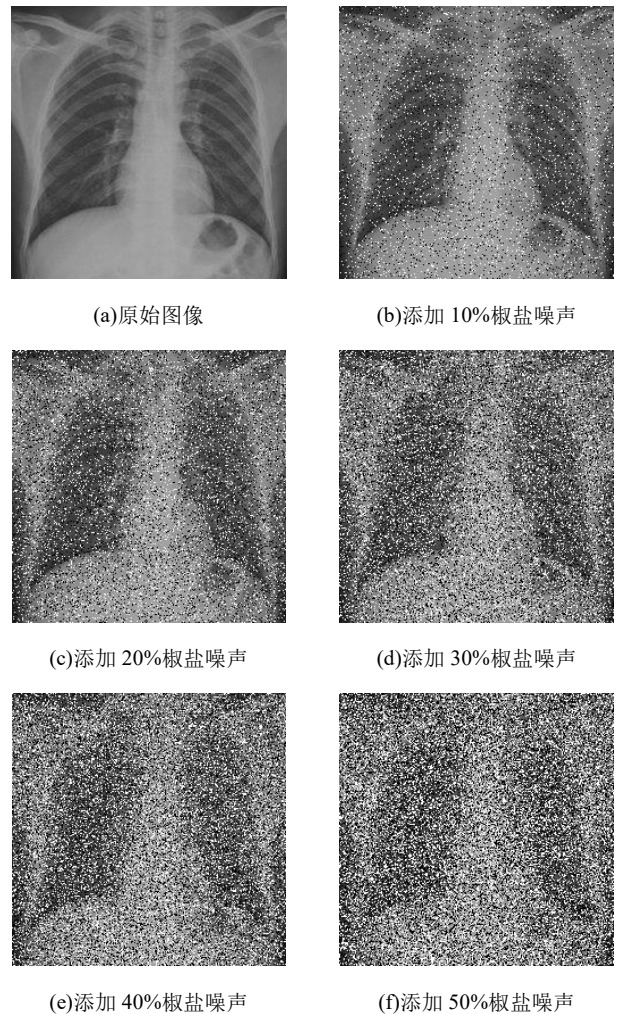 (a)原始图像
(b)添加 10%椒盐噪声
(c)添加 20%椒盐噪声
(d)添加 30%椒盐噪声
(e)添加 40%椒盐噪声
(f)添加 50%椒盐噪声